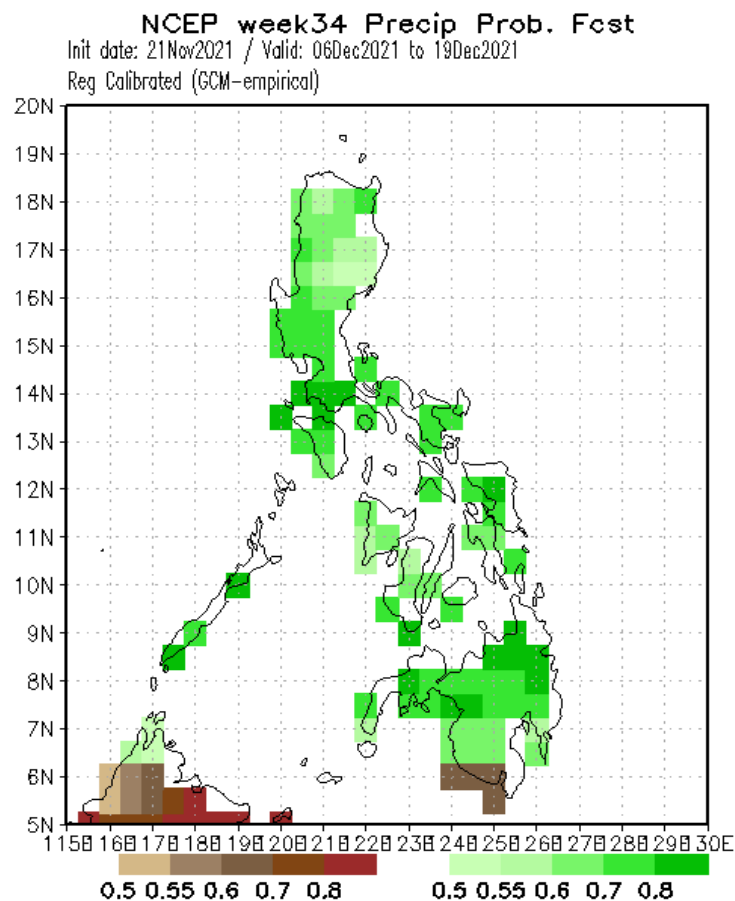 NCEP week34 Precip Prob. Fcst
Init date: 21Nov2021 / Valid: 06Dec2021 to 19Dec2021
Reg Calibrated (GCM-empirical)
20N
19N
18N
17N
16N
15N
14N
13N
12N
11N
10N
9N
8N
7N
6N
5N
115E 116E 117E 118E 119E 120E 121E 122E 123E 124E 125E 126E 127E 128E 129E 130E
0.5 0.55 0.6 0.7 0.8 0.5 0.55 0.6 0.7 0.8